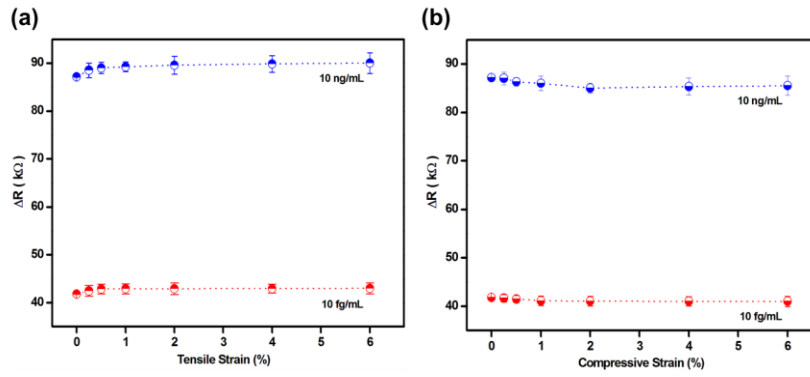 (a)
(b)
90
80
70
60
50
40
ΔR ( kΩ )
10 ng/mL
10 fg/mL
0 1 2 3 4 5 6
Tensile Strain (%)
100
90
80
70
60
50
40
ΔR ( kΩ )
10 ng/mL
10 fg/mL
0 1 2 3 4 5 6
Compressive Strain (%)